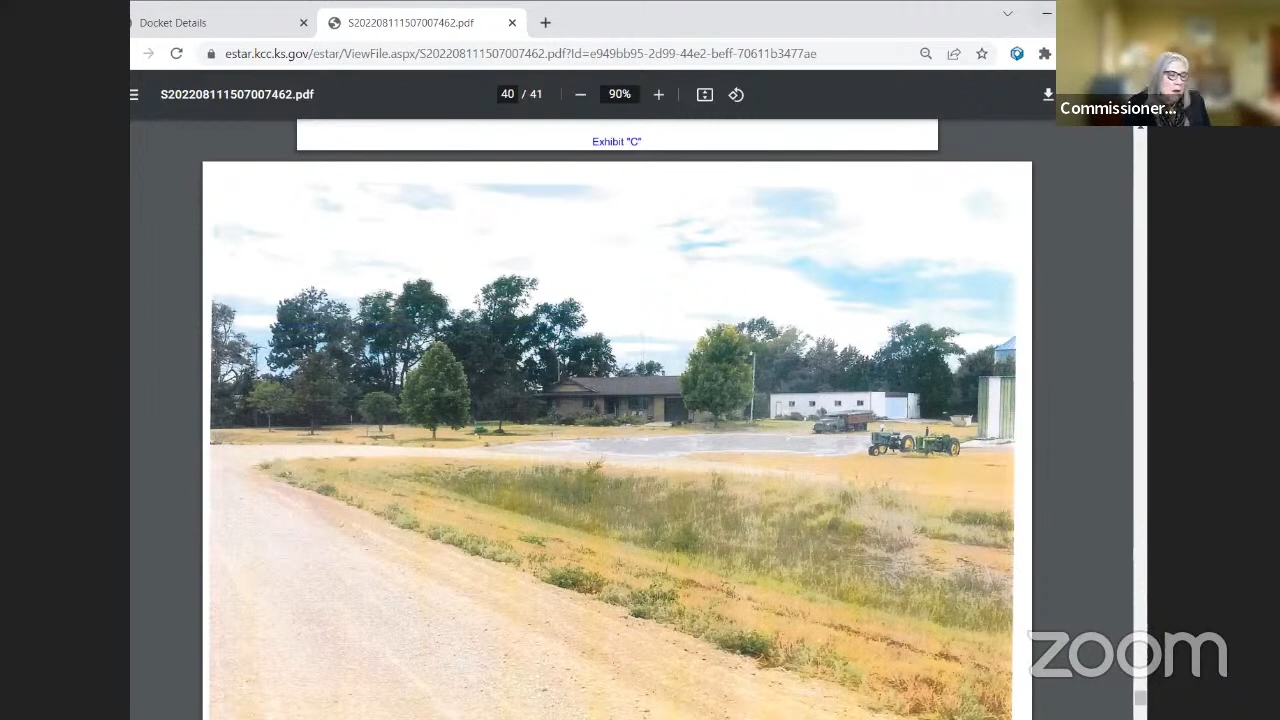 Docket Details
S202208111507007462.pdf
estar.kcc.ks.gov/estar/ViewFile.aspx/S202208111507007462.pdf?Id=e949bb95-2d99-44e2-beff-70611b3477ae
S202208111507007462.pdf
40 / 41
90%
Commissioner...
Exhibit "C"
zoom